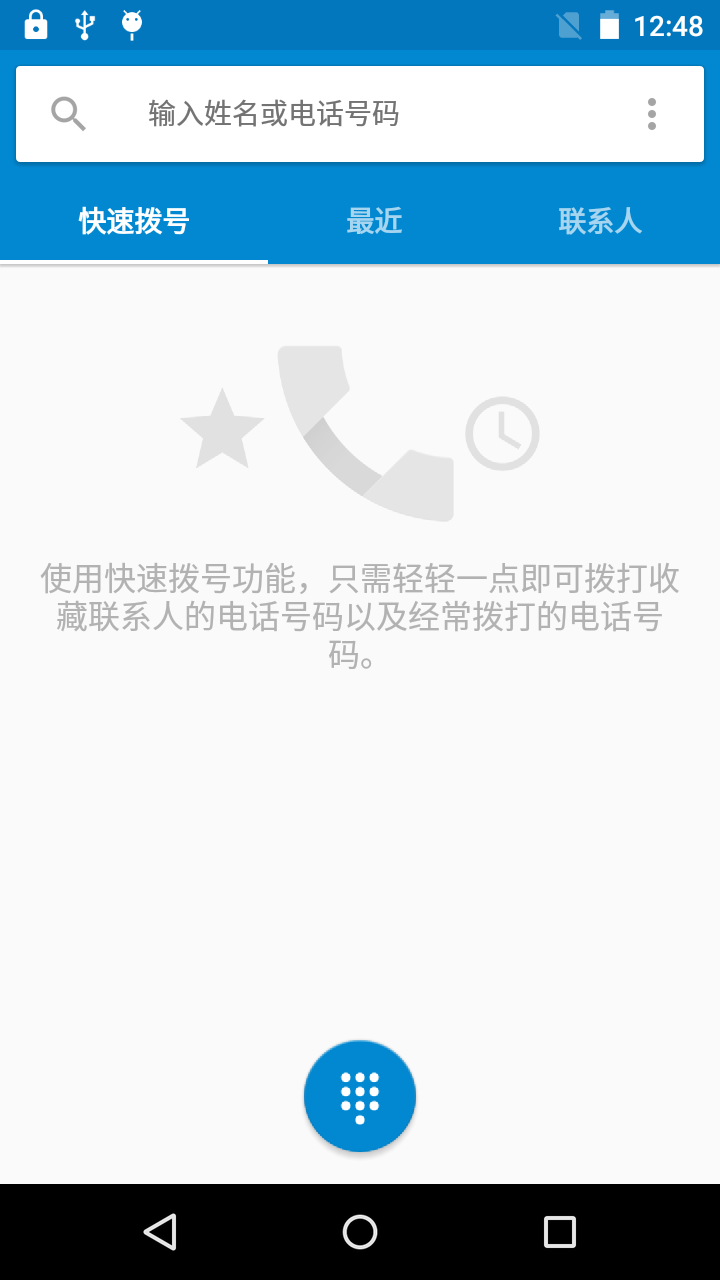 12:48
输入姓名或电话号码
快速拨号
最近
联系人
使用快速拨号功能，只需轻轻一点即可拨打收
藏联系人的电话号码以及经常拨打的电话号
码。